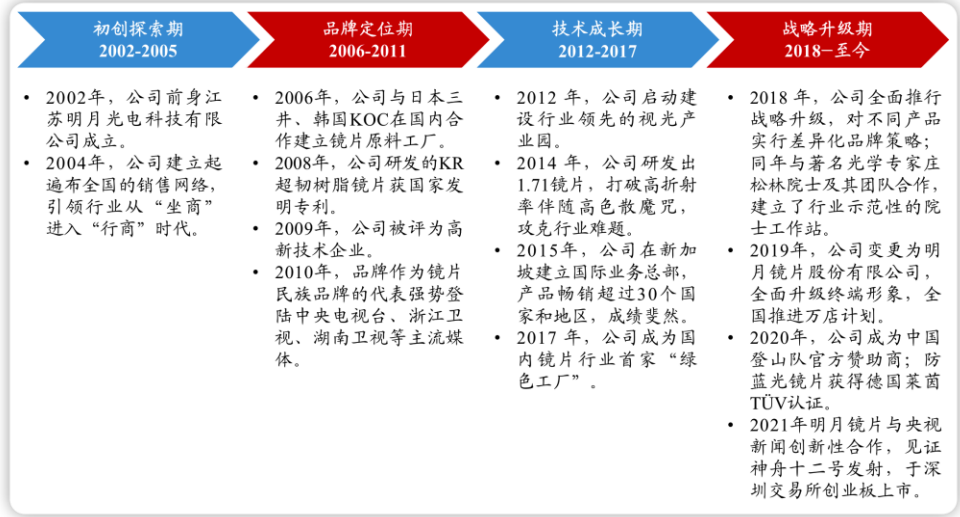 初创探索期
2002-2005
品牌定位期
2006-2011
技术成长期
2012-2017
战略升级期
2018-至今
• 2002年，公司前身江
苏明月光电科技有限
公司成立。
• 2004年，公司建立起
遍布全国的销售网络，
引领行业从“坐商”
进入“行商”时代。
• 2006年，公司与日本三
井、韩国KOC在国内合
作建立镜片原料工厂。
• 2008年，公司研发的KR
超韧树脂镜片获国家发
明专利。
• 2009年，公司被评为高
新技术企业。
• 2010年，品牌作为镜片
民族品牌的代表强势登
陆中央电视台、浙江卫
视、湖南卫视等主流媒
体。
• 2012 年，公司启动建
设行业领先的视光产
业园。
• 2014 年，公司研发出
1.71镜片，打破高折射
率伴随高色散魔咒，
攻克行业难题。
• 2015年，公司在新加
坡建立国际业务总部，
产品畅销超过30个国
家和地区，成绩斐然。
• 2017 年，公司成为国
内镜片行业首家“绿
色工厂”。
• 2018 年，公司全面推行
战略升级，对不同产品
实行差异化品牌策略；
同年与著名光学专家庄
松林院士及其团队合作，
建立了行业示范性的院
士工作站。
• 2019年，公司变更为明
月镜片股份有限公司，
全面升级终端形象，全
国推进万店计划。
• 2020年，公司成为中国
登山队官方赞助商；防
蓝光镜片获得德国莱茵
TÜV认证。
• 2021年明月镜片与央视
新闻创新性合作，见证
神舟十二号发射，于深
圳交易所创业板上市。